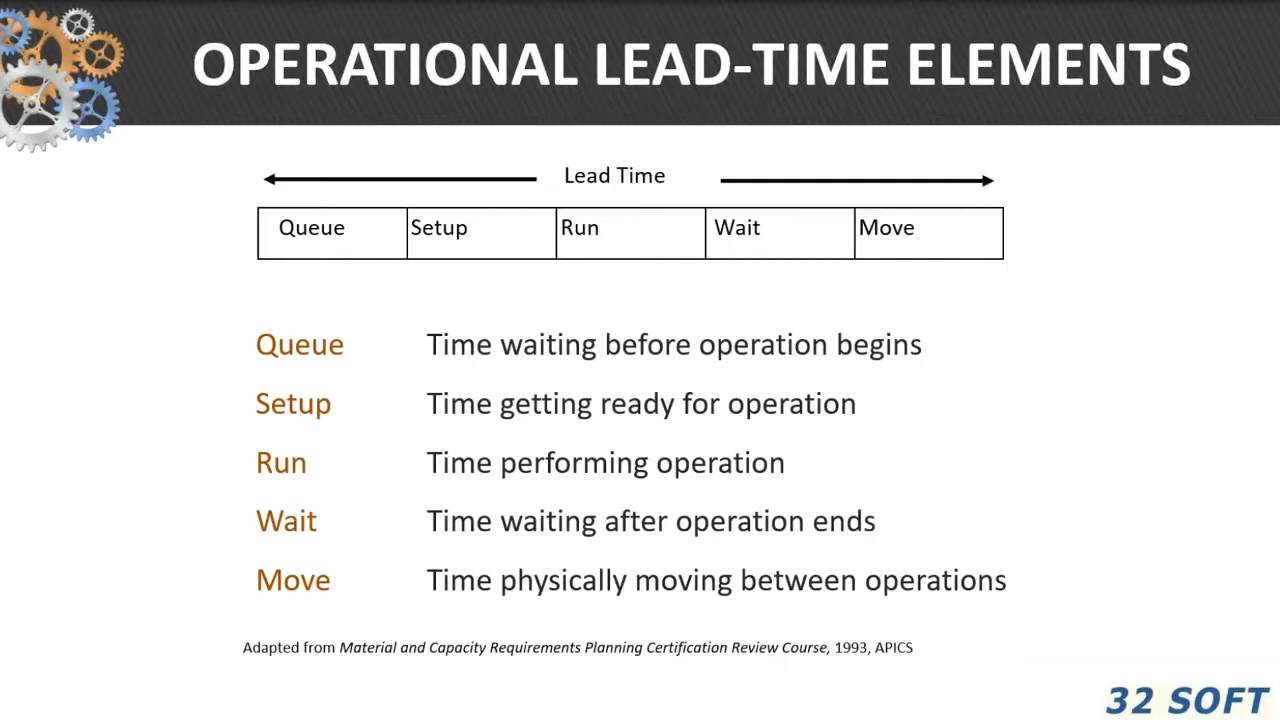 OPERATIONAL LEAD-TIME ELEMENTS
Lead Time
Queue Setup Run Wait Move
Queue Time waiting before operation begins
Setup Time getting ready for operation
Run Time performing operation
Wait Time waiting after operation ends
Move Time physically moving between operations
Adapted from Material and Capacity Requirements Planning Certification Review Course, 1993, APICS
32 SOFT